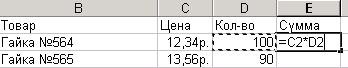 B C D E
Товар Цена Кол-во Сумма
Гайка №564 12,34р. 100 =C2*D2
Гайка №565 13,56р. 90